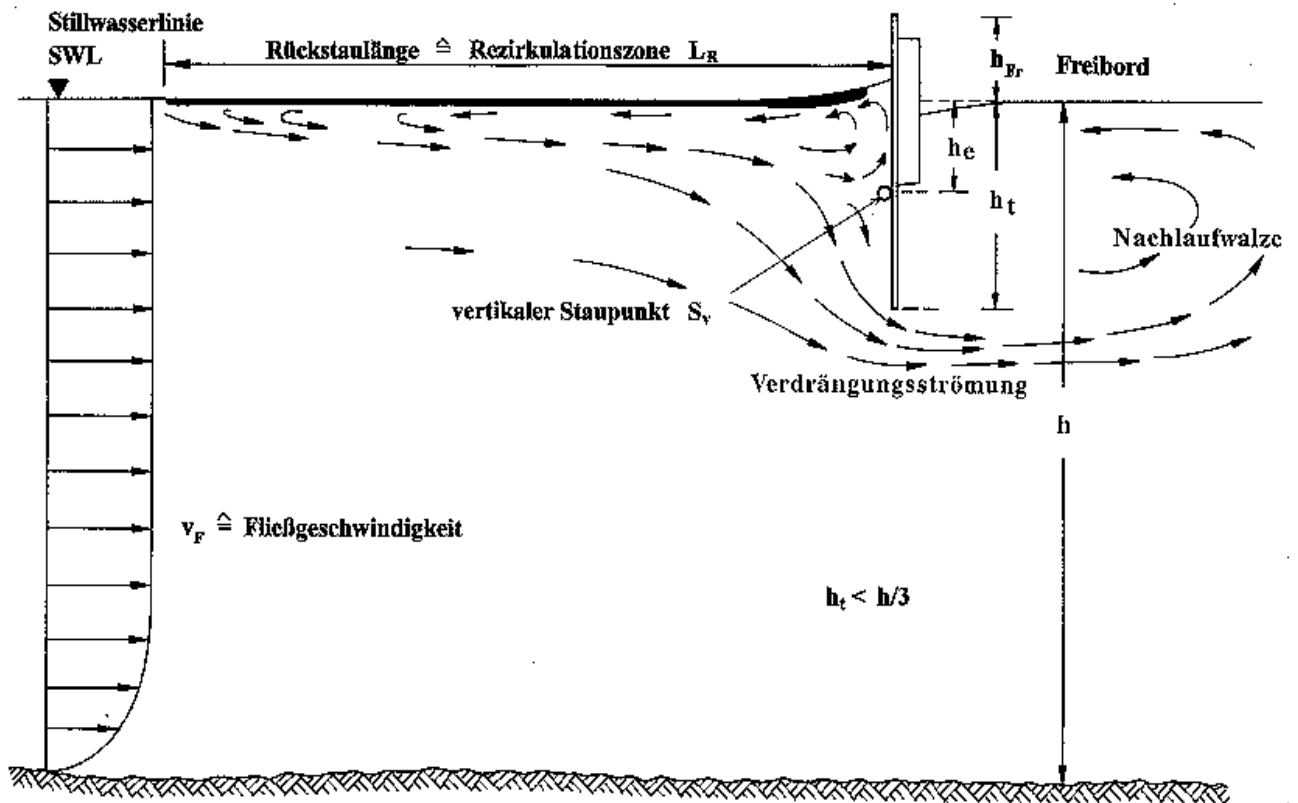 Stillwasserlinie
SWL
Rückstaulänge ≙ Rezirkulationszone L_R
h_Fr
Freibord
h_e
h_t
Nachlaufwalze
vertikaler Staupunkt S_v
Verdrängungsströmung
h
v_F ≙ Fließgeschwindigkeit
h_t < h/3